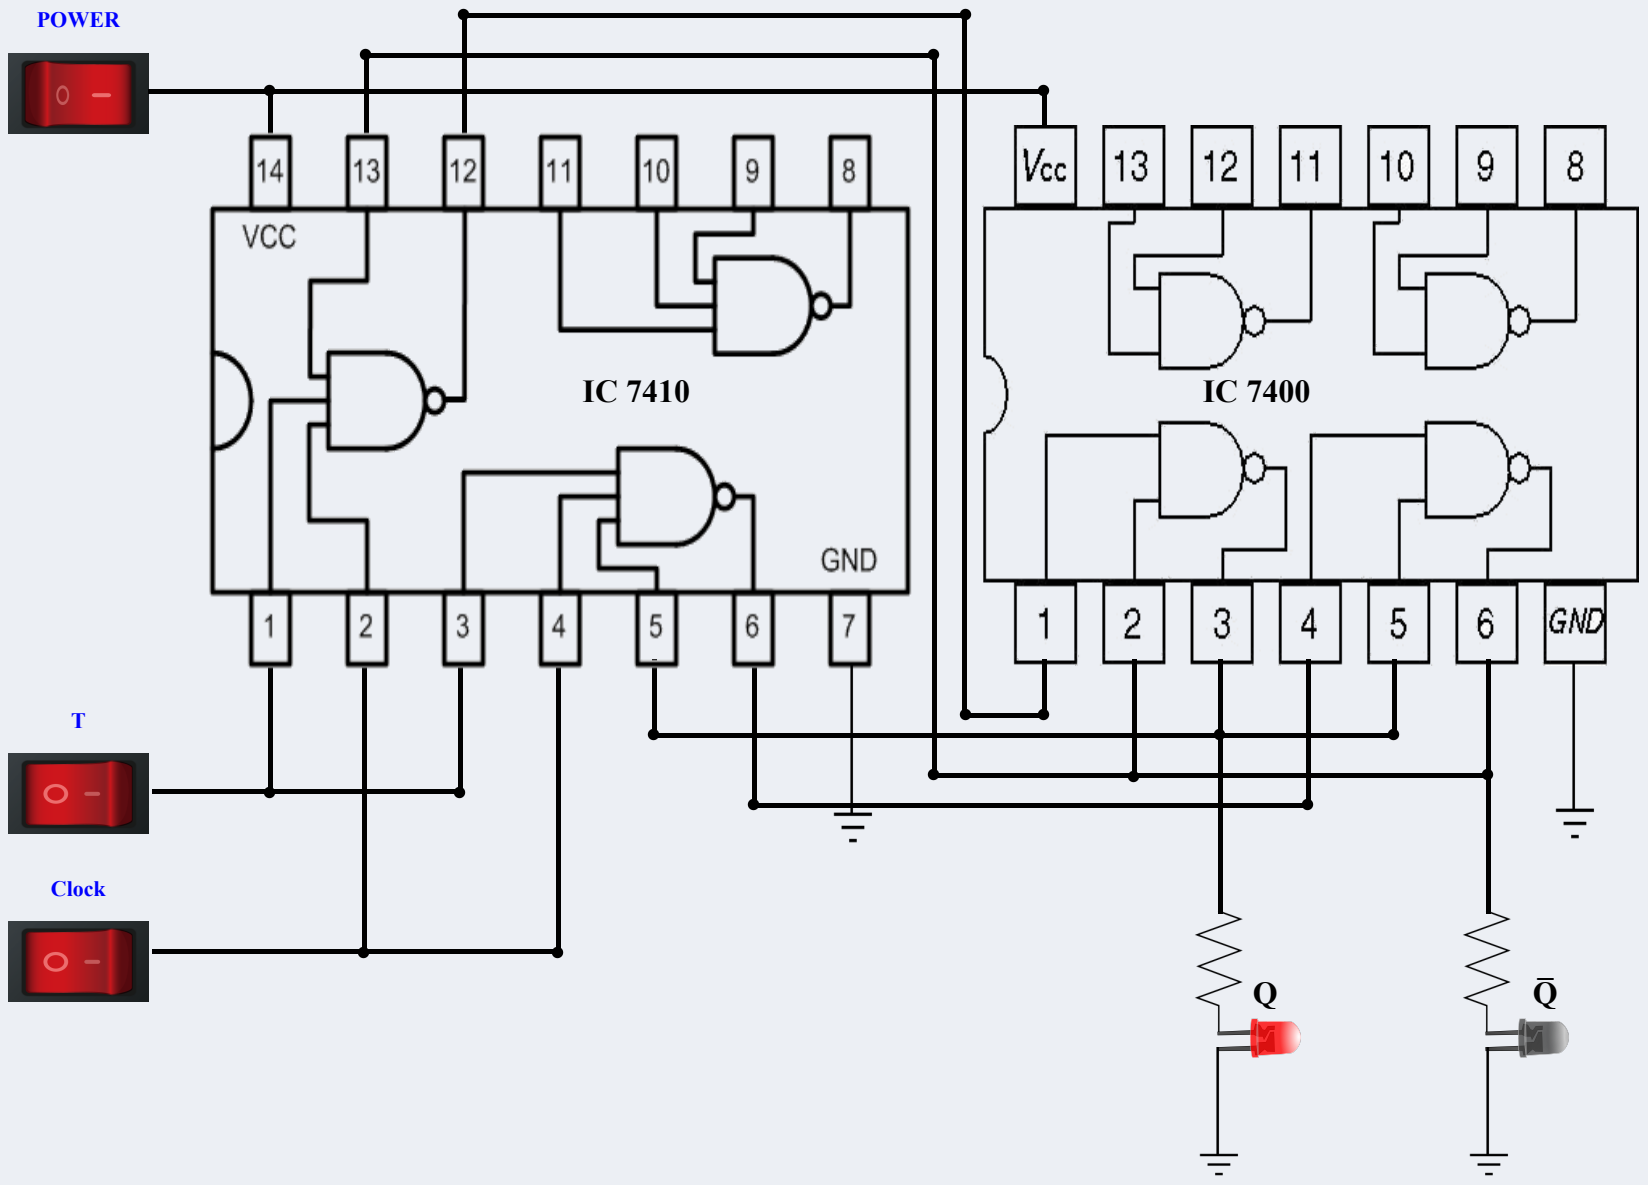 POWER
O –
14 13 12 11 10 9 8
Vcc 13 12 11 10 9 8
VCC
IC 7410
IC 7400
GND
1 2 3 4 5 6 7
1 2 3 4 5 6 GND
T
O –
Clock
O –
Q
Q̅